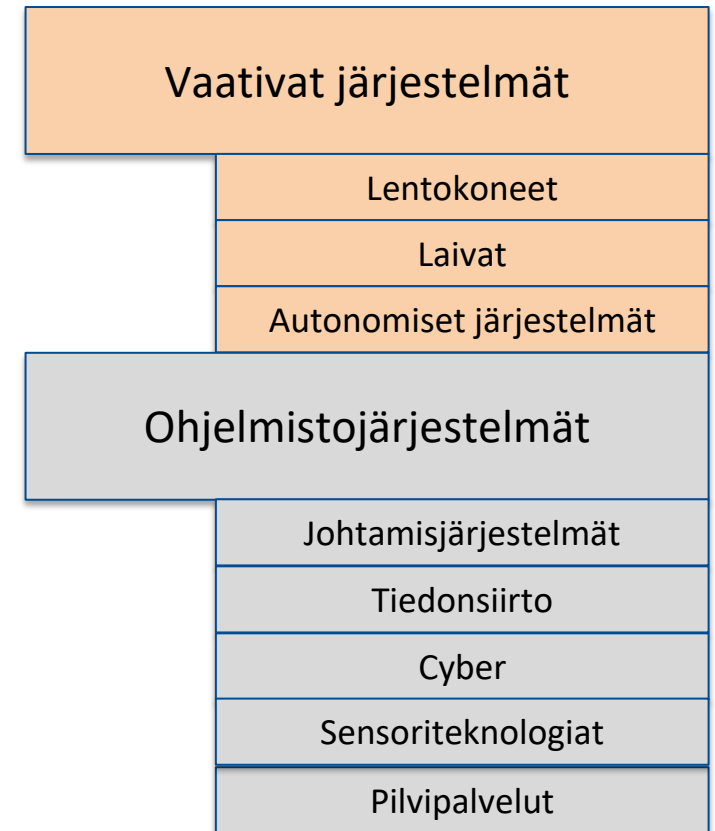 Vaativat järjestelmät
Lentokoneet
Laivat
Autonomiset järjestelmät
Ohjelmistojärjestelmät
Johtamisjärjestelmät
Tiedonsiirto
Cyber
Sensoriteknologiat
Pilvipalvelut